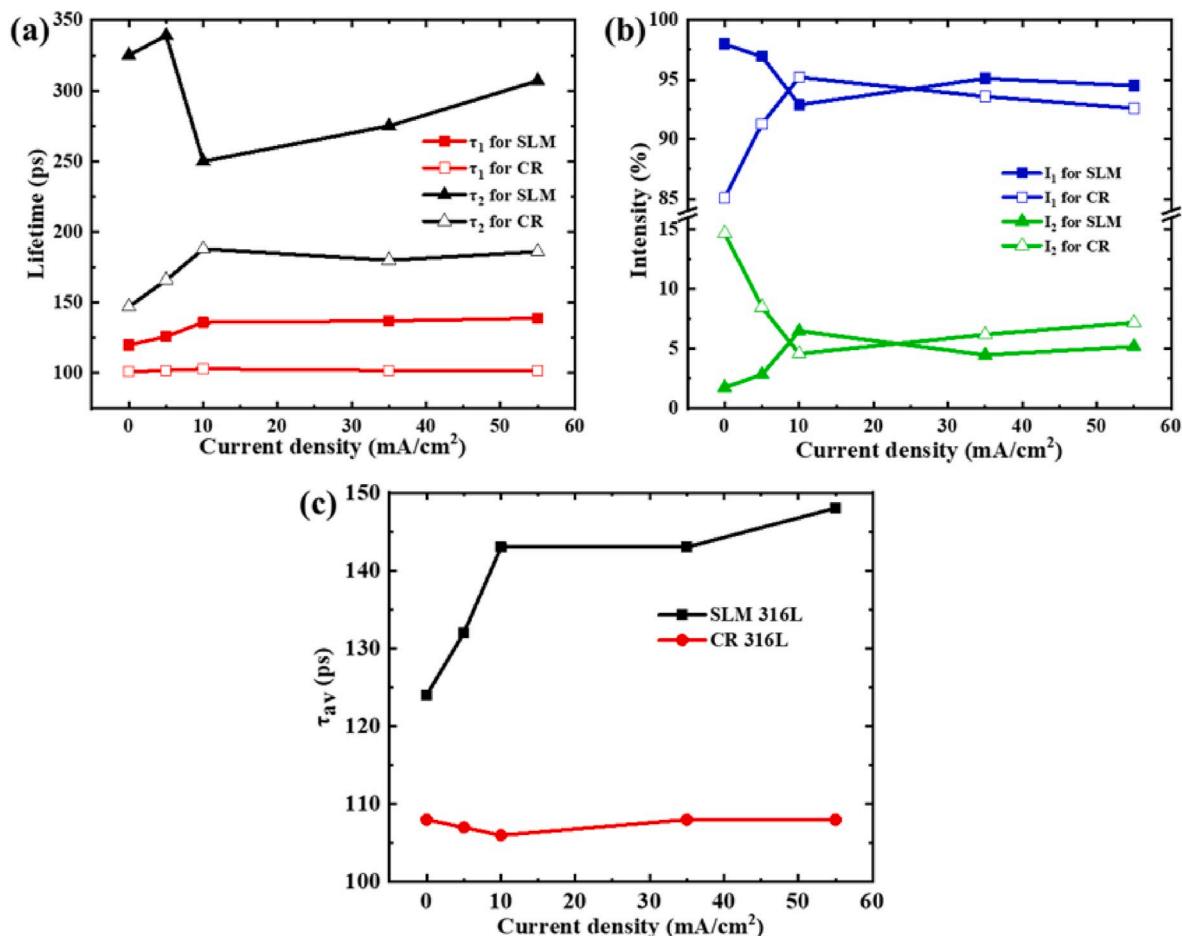 (a)
350
300
250
200
150
100
Lifetime (ps)
τ1 for SLM
τ1 for CR
τ2 for SLM
τ2 for CR
0 10 20 30 40 50 60
Current density (mA/cm2)
(b)
100
95
90
85
15
10
5
0
Intensity (%)
I1 for SLM
I1 for CR
I2 for SLM
I2 for CR
0 10 20 30 40 50 60
Current density (mA/cm2)
(c)
150
140
130
120
110
100
τav (ps)
SLM 316L
CR 316L
0 10 20 30 40 50 60
Current density (mA/cm2)